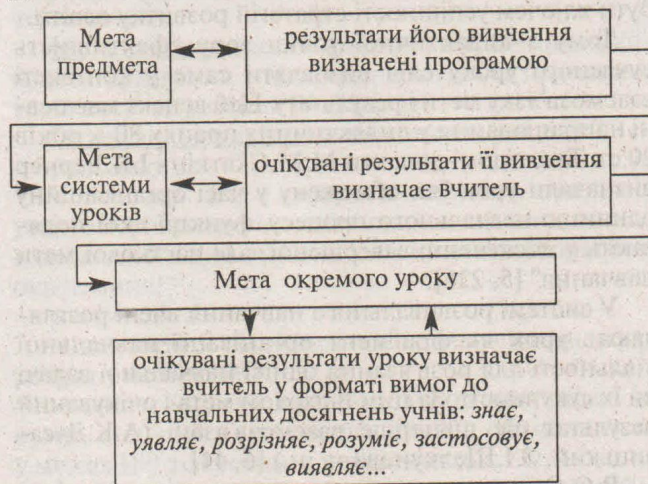 Мета
предмета
результати його вивчення
визначені програмою
Мета
системи
уроків
очікувані результати її вивчення
визначає вчитель
Мета окремого уроку
очікувані результати уроку визначає
вчитель у форматі вимог до
навчальних досягнень учнів: знає,
уявляє, розрізняє, розуміє, застосовує,
виявляє...